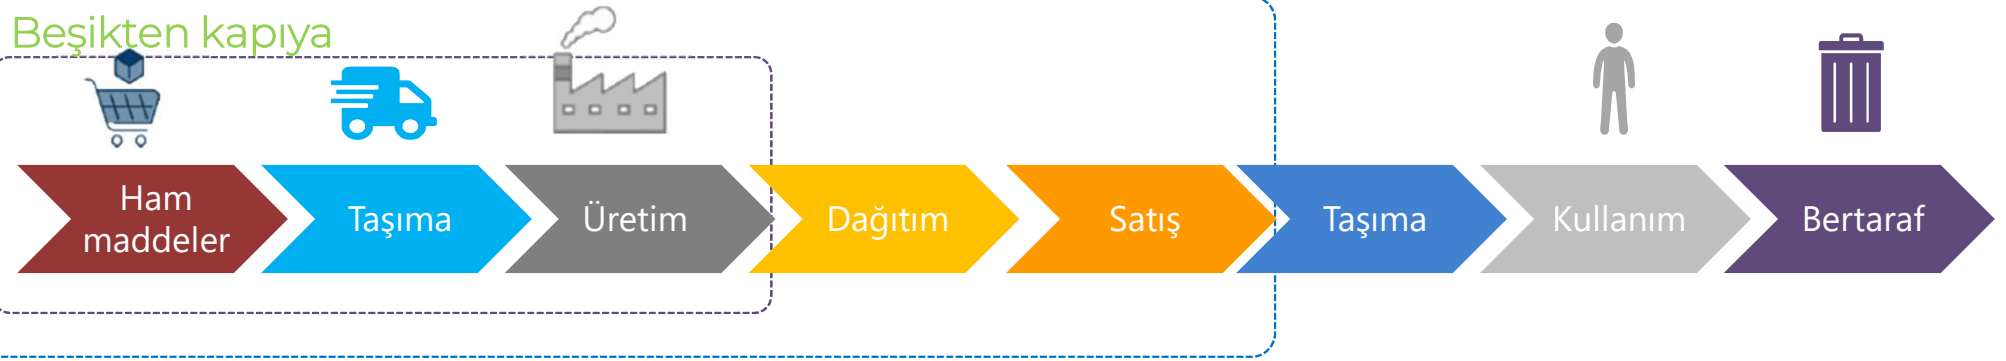 Beşikten kapıya
Ham
maddeler
Taşıma
Üretim
Dağıtım
Satış
Taşıma
Kullanım
Bertaraf